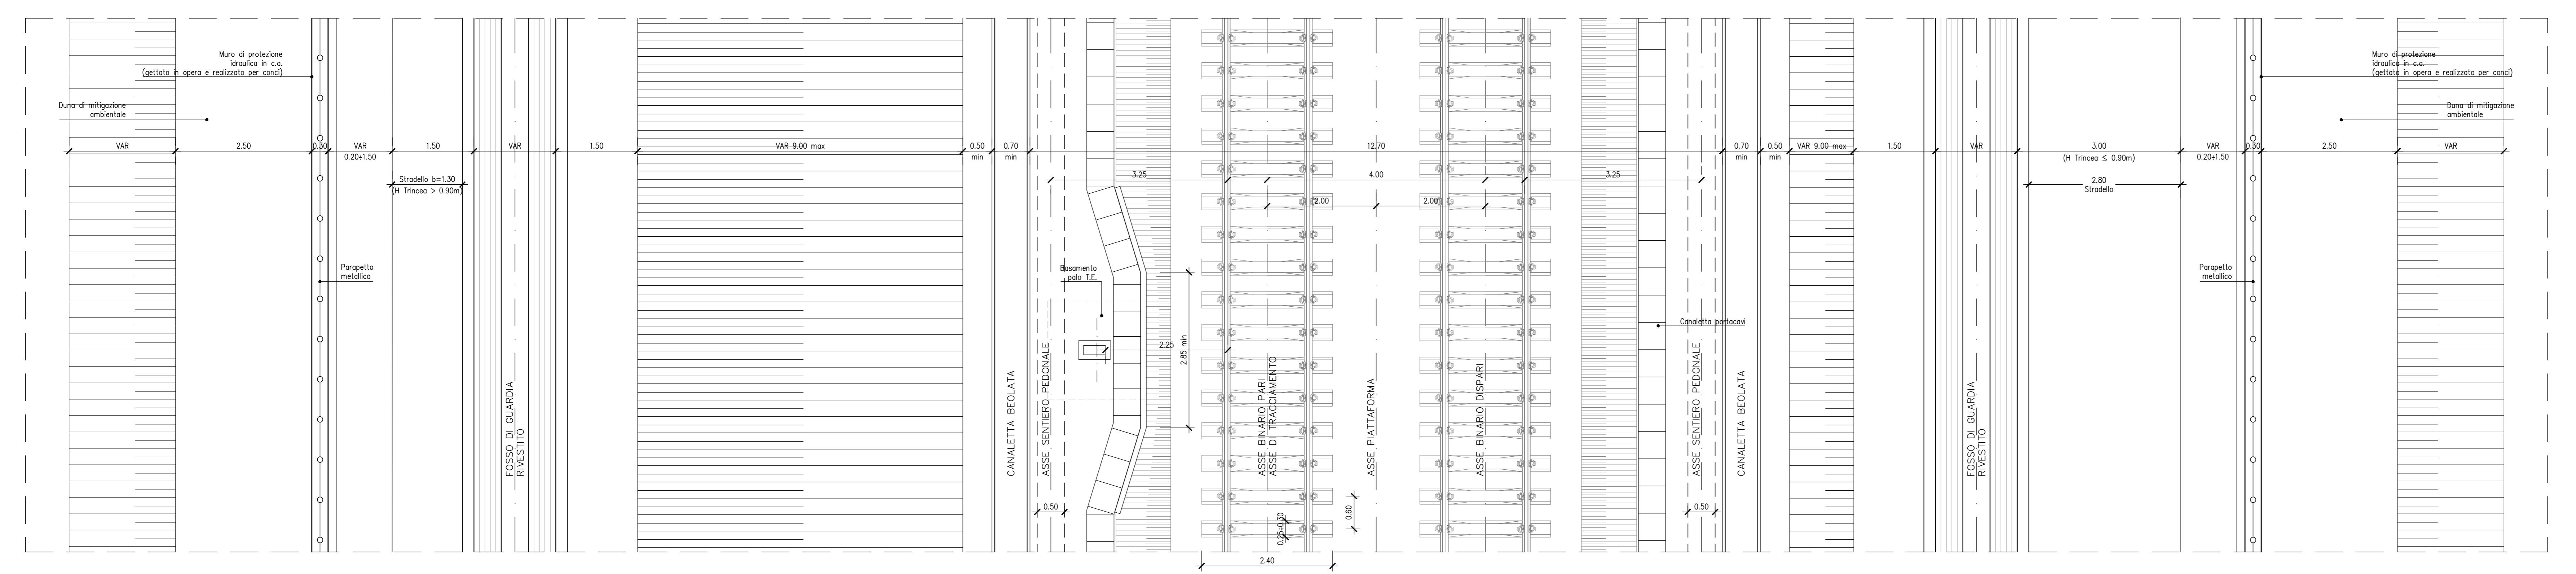 Muro di protezione
idraulica in c.a.
(gettato in opera e realizzato per conci)
Duna di mitigazione
ambientale
VAR
2.50
0.30
VAR
0.20÷1.50
1.50
Stradello b=1.30
(H Trincea > 0.90m)
VAR
1.50
VAR 9.00 max
0.50
min
0.70
min
12.70
0.70
min
0.50
min
VAR 9.00 max
1.50
VAR
3.00
(H Trincea ≤ 0.90m)
2.80
Stradello
VAR
0.20÷1.50
0.30
2.50
VAR
Muro di protezione
idraulica in c.a.
(gettato in opera e realizzato per conci)
Duna di mitigazione
ambientale
3.25
4.00
3.25
2.00
2.00
Parapetto
metallico
Basamento
palo T.E.
2.25
2.85 min
Canaletta portacavi
Parapetto
metallico
FOSSO DI GUARDIA
RIVESTITO
CANALETTA BEOLATA
ASSE SENTIERO PEDONALE
ASSE BINARIO PARI
ASSE DI TRACCIAMENTO
ASSE PIATTAFORMA
ASSE BINARIO DISPARI
ASSE SENTIERO PEDONALE
CANALETTA BEOLATA
FOSSO DI GUARDIA
RIVESTITO
0.50
0.25÷0.30
0.60
0.50
2.40